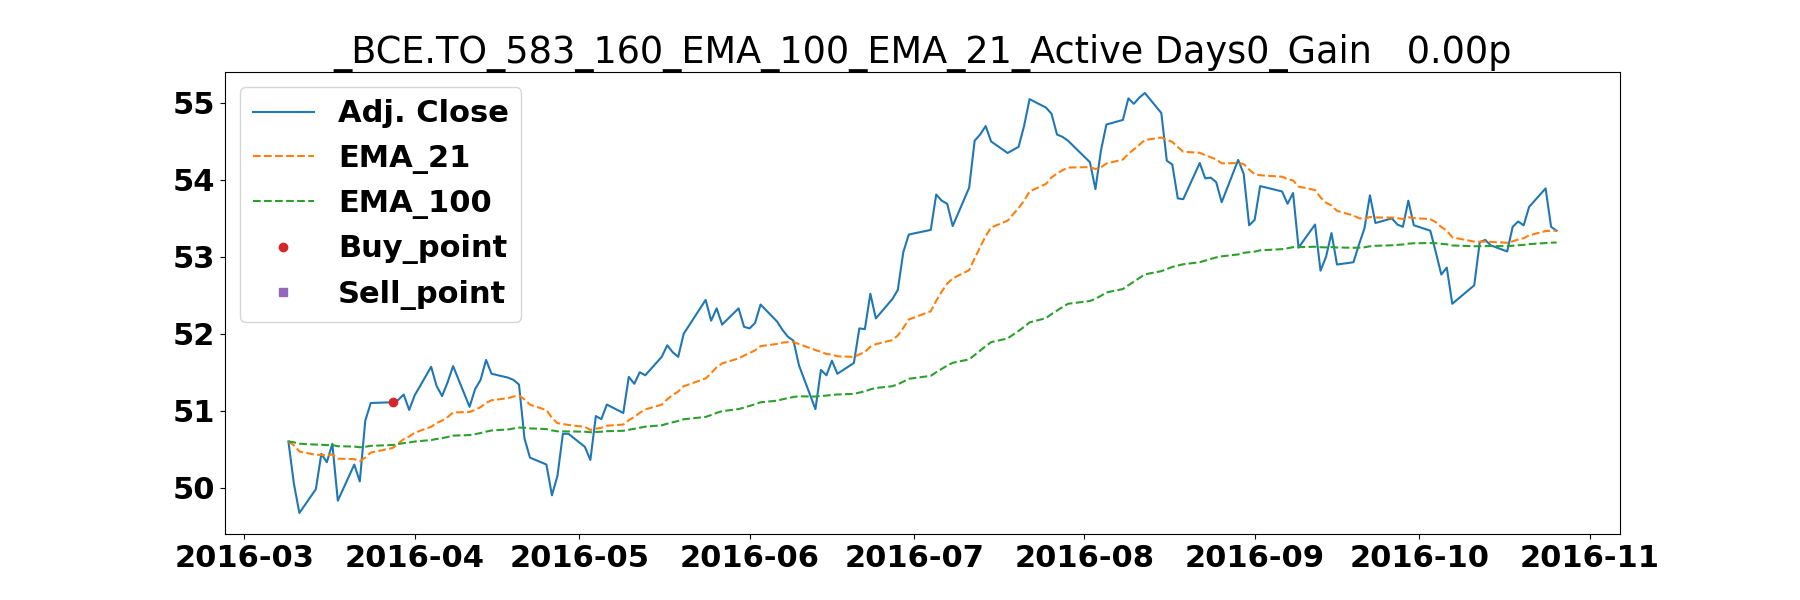 _BCE.TO_583_160_EMA_100_EMA_21_Active Days0_Gain   0.00p
55
54
53
52
51
50
Adj. Close
EMA_21
EMA_100
Buy_point
Sell_point
2016-03 2016-04 2016-05 2016-06 2016-07 2016-08 2016-09 2016-10 2016-11